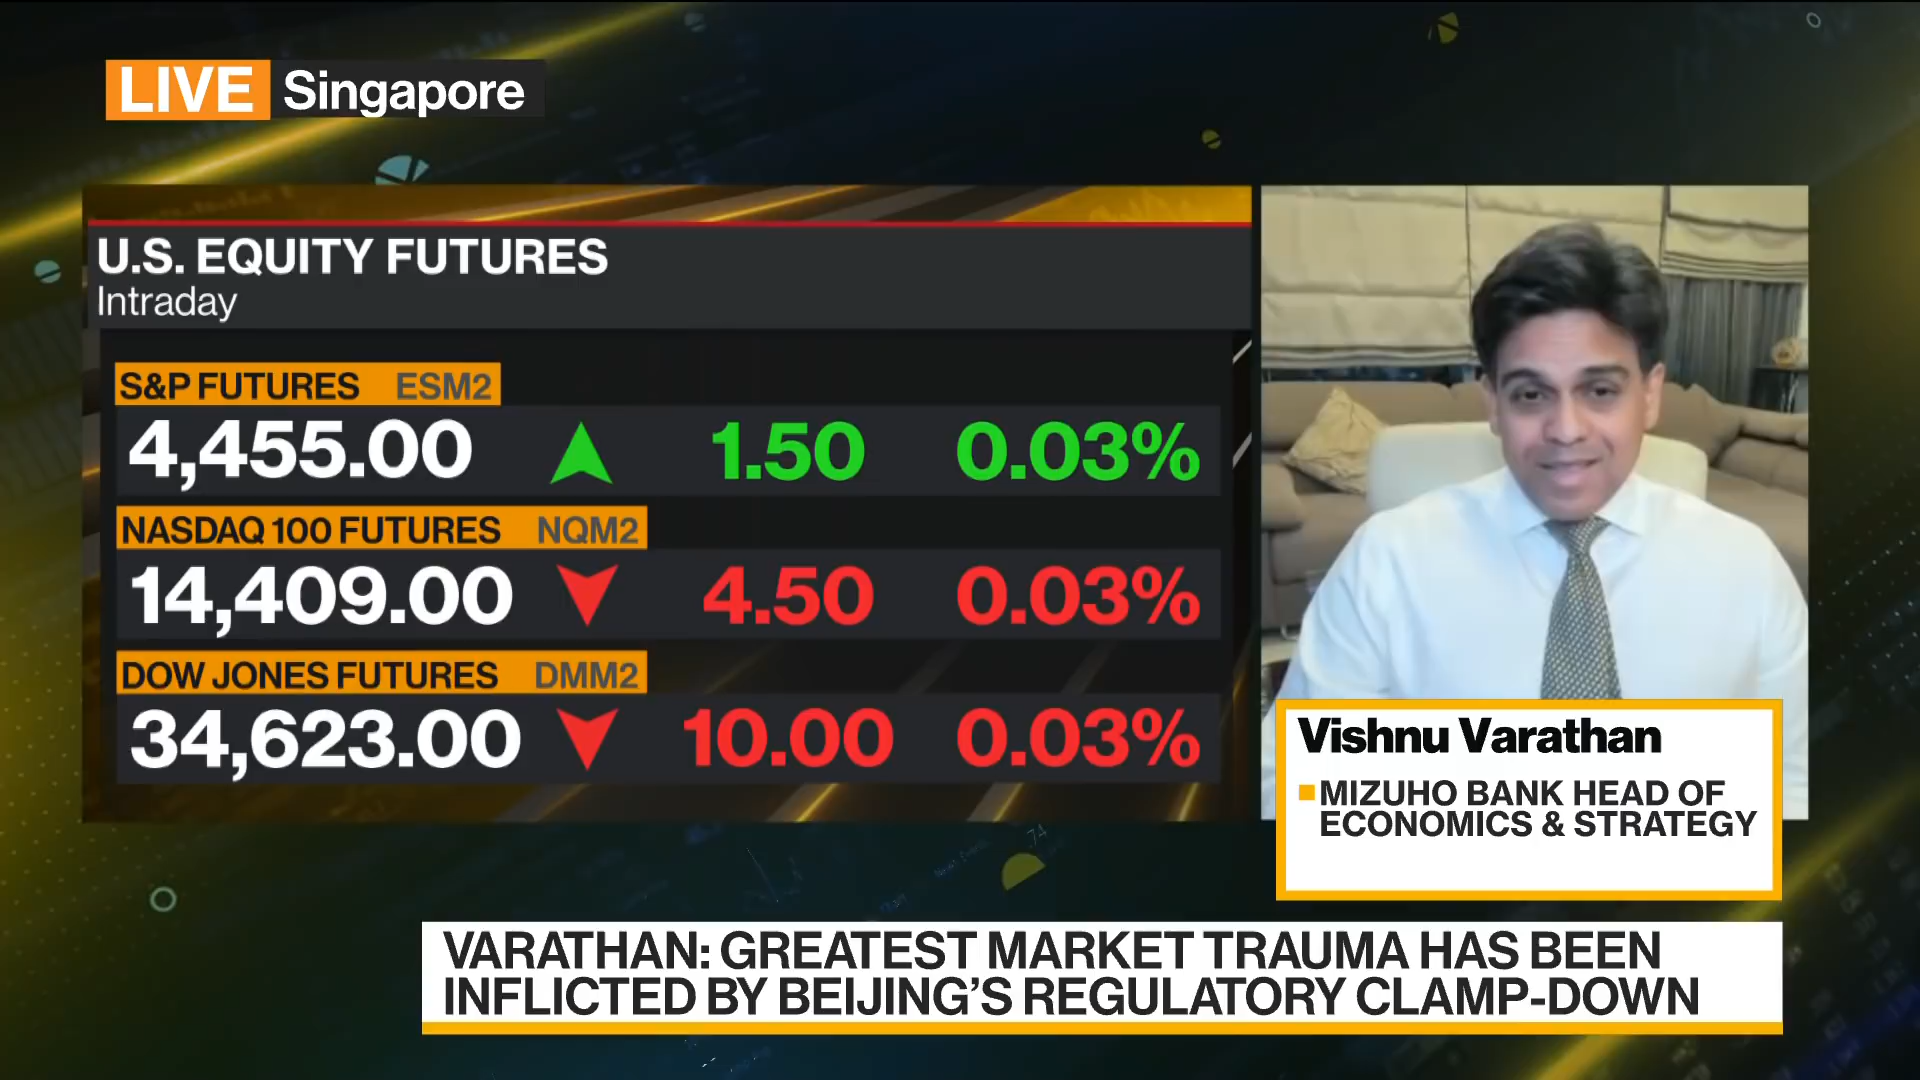 LIVE Singapore
U.S. EQUITY FUTURES
Intraday
S&P FUTURES ESM2
4,455.00 1.50 0.03%
NASDAQ 100 FUTURES NQM2
14,409.00 4.50 0.03%
DOW JONES FUTURES DMM2
34,623.00 10.00 0.03%
Vishnu Varathan
MIZUHO BANK HEAD OF
ECONOMICS & STRATEGY
VARATHAN: GREATEST MARKET TRAUMA HAS BEEN
INFLICTED BY BEIJING'S REGULATORY CLAMP-DOWN